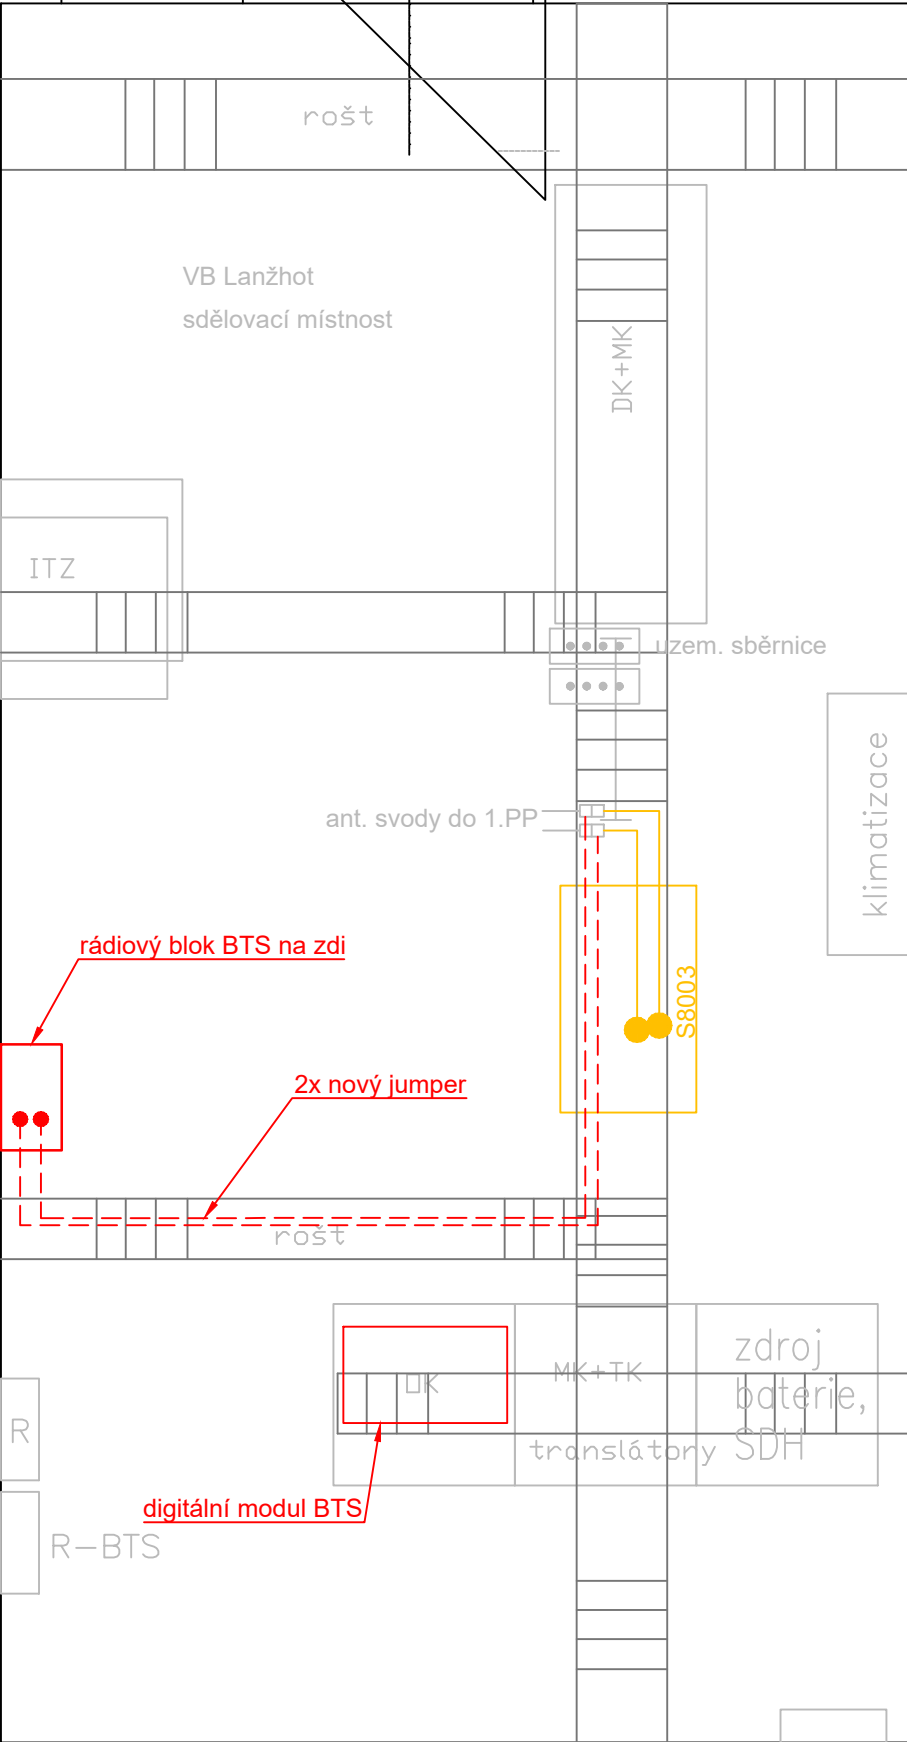 rošt
VB Lanžhot
sdělovací místnost
DK+MK
ITZ
uzem. sběrnice
klimatizace
ant. svody do 1.PP
rádiový blok BTS na zdi
S8003
2x nový jumper
rošt
zdroj
baterie,
SDH
MK+TK
translátory
R
digitální modul BTS
R-BTS